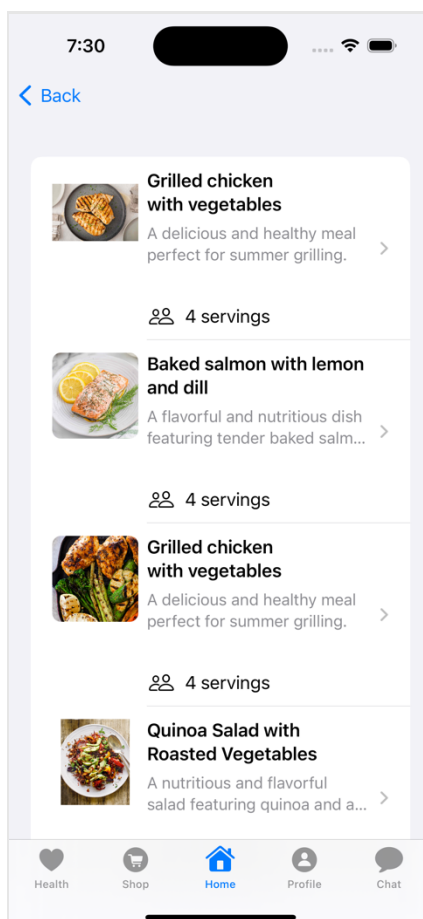 7:30
Back
Grilled chicken
with vegetables
A delicious and healthy meal
perfect for summer grilling.
4 servings
Baked salmon with lemon
and dill
A flavorful and nutritious dish
featuring tender baked salm...
4 servings
Grilled chicken
with vegetables
A delicious and healthy meal
perfect for summer grilling.
4 servings
Quinoa Salad with
Roasted Vegetables
A nutritious and flavorful
salad featuring quinoa and a...
Health
Shop
Home
Profile
Chat